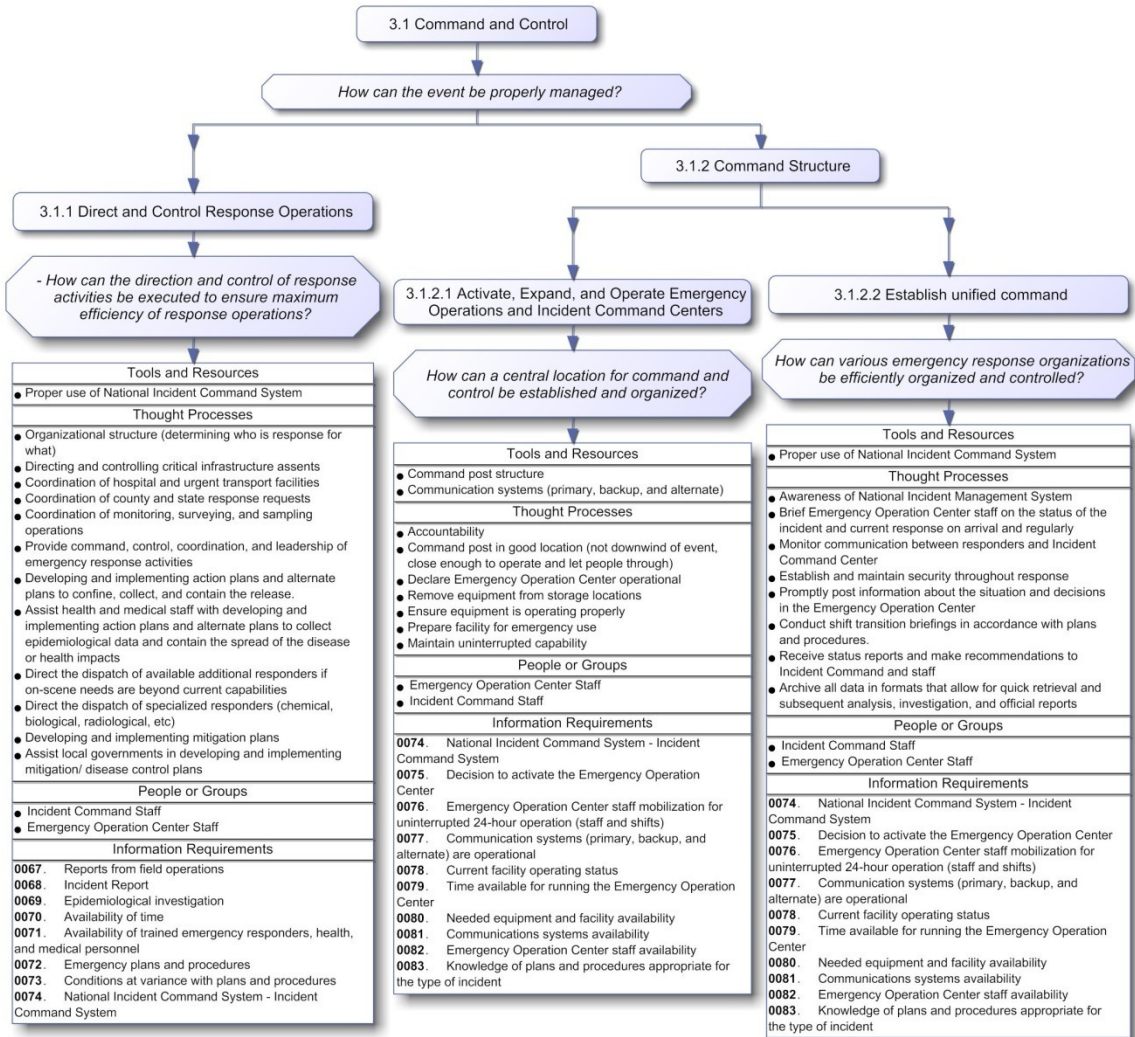 3.1 Command and Control
How can the event be properly managed?
3.1.2 Command Structure
3.1.1 Direct and Control Response Operations
- How can the direction and control of response
activities be executed to ensure maximum
efficiency of response operations?
Tools and Resources
● Proper use of National Incident Command System
Thought Processes
● Organizational structure (determining who is response for
what)
● Directing and controlling critical infrastructure assents
● Coordination of hospital and urgent transport facilities
● Coordination of county and state response requests
● Coordination of monitoring, surveying, and sampling
operations
● Provide command, control, coordination, and leadership of
emergency response activities
● Developing and implementing action plans and alternate
plans to confine, collect, and contain the release.
● Assist health and medical staff with developing and
implementing action plans and alternate plans to collect
epidemiological data and contain the spread of the disease
or health impacts
● Direct the dispatch of available additional responders if
on-scene needs are beyond current capabilities
● Direct the dispatch of specialized responders (chemical,
biological, radiological, etc)
● Developing and implementing mitigation plans
● Assist local governments in developing and implementing
mitigation/ disease control plans
People or Groups
● Incident Command Staff
● Emergency Operation Center Staff
Information Requirements
0067. Reports from field operations
0068. Incident Report
0069. Epidemiological investigation
0070. Availability of time
0071. Availability of trained emergency responders, health,
and medical personnel
0072. Emergency plans and procedures
0073. Conditions at variance with plans and procedures
0074. National Incident Command System - Incident
Command System
3.1.2.1 Activate, Expand, and Operate Emergency
Operations and Incident Command Centers
How can a central location for command and
control be established and organized?
Tools and Resources
● Command post structure
● Communication systems (primary, backup, and alternate)
Thought Processes
● Accountability
● Command post in good location (not downwind of event,
close enough to operate and let people through)
● Declare Emergency Operation Center operational
● Remove equipment from storage locations
● Ensure equipment is operating properly
● Prepare facility for emergency use
● Maintain uninterrupted capability
People or Groups
● Emergency Operation Center Staff
● Incident Command Staff
Information Requirements
0074. National Incident Command System - Incident
Command System
0075. Decision to activate the Emergency Operation
Center
0076. Emergency Operation Center staff mobilization for
uninterrupted 24-hour operation (staff and shifts)
0077. Communication systems (primary, backup, and
alternate) are operational
0078. Current facility operating status
0079. Time available for running the Emergency Operation
Center
0080. Needed equipment and facility availability
0081. Communications systems availability
0082. Emergency Operation Center staff availability
0083. Knowledge of plans and procedures appropriate for
the type of incident
3.1.2.2 Establish unified command
How can various emergency response organizations
be efficiently organized and controlled?
Tools and Resources
● Proper use of National Incident Command System
Thought Processes
● Awareness of National Incident Management System
● Brief Emergency Operation Center staff on the status of the
incident and current response on arrival and regularly
● Monitor communication between responders and Incident
Command Center
● Establish and maintain security throughout response
● Promptly post information about the situation and decisions
in the Emergency Operation Center
● Conduct shift transition briefings in accordance with plans
and procedures.
● Receive status reports and make recommendations to
Incident Command and staff
● Archive all data in formats that allow for quick retrieval and
subsequent analysis, investigation, and official reports
People or Groups
● Incident Command Staff
● Emergency Operation Center Staff
Information Requirements
0074. National Incident Command System - Incident
Command System
0075. Decision to activate the Emergency Operation Center
0076. Emergency Operation Center staff mobilization for
uninterrupted 24-hour operation (staff and shifts)
0077. Communication systems (primary, backup, and
alternate) are operational
0078. Current facility operating status
0079. Time available for running the Emergency Operation
Center
0080. Needed equipment and facility availability
0081. Communications systems availability
0082. Emergency Operation Center staff availability
0083. Knowledge of plans and procedures appropriate for
the type of incident